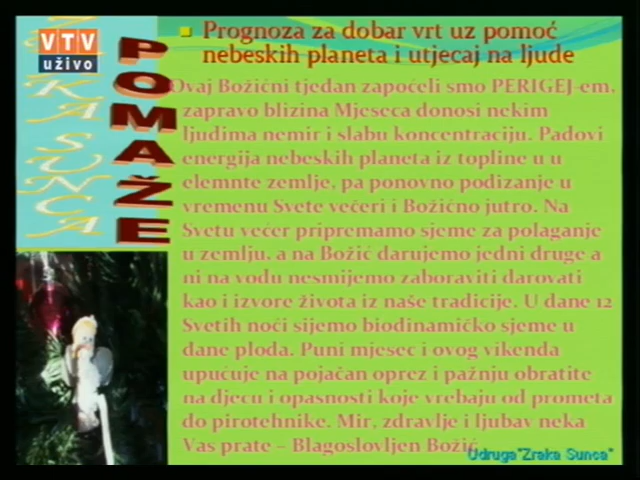 VTV
uživo
ZRAKA SUNCA
POMAŽE
Prognoza za dobar vrt uz pomoć
nebeskih planeta i utjecaj na ljude
Ovaj Božićni tjedan započeli smo PERIGEJ-em,
zapravo blizina Mjeseca donosi nekim
ljudima nemir i slabu koncentraciju. Padovi
energija nebeskih planeta iz topline u u
elemnte zemlje, pa ponovno podizanje u
vremenu Svete večeri i Božićno jutro. Na
Svetu večer pripremamo sjeme za polaganje
u zemlju, a na Božić darujemo jedni druge a
ni na vodu nesmijemo zaboraviti darovati
kao i izvore života iz naše tradicije. U dane 12
Svetih noći sijemo biodinamičko sjeme u
dane ploda. Puni mjesec i ovog vikenda
upućuje na pojačan oprez i pažnju obratite
na djecu i opasnosti koje vrebaju od prometa
do pirotehnike. Mir, zdravlje i ljubav neka
Vas prate – Blagoslovljen Božić
Udruga"Zraka Sunca"